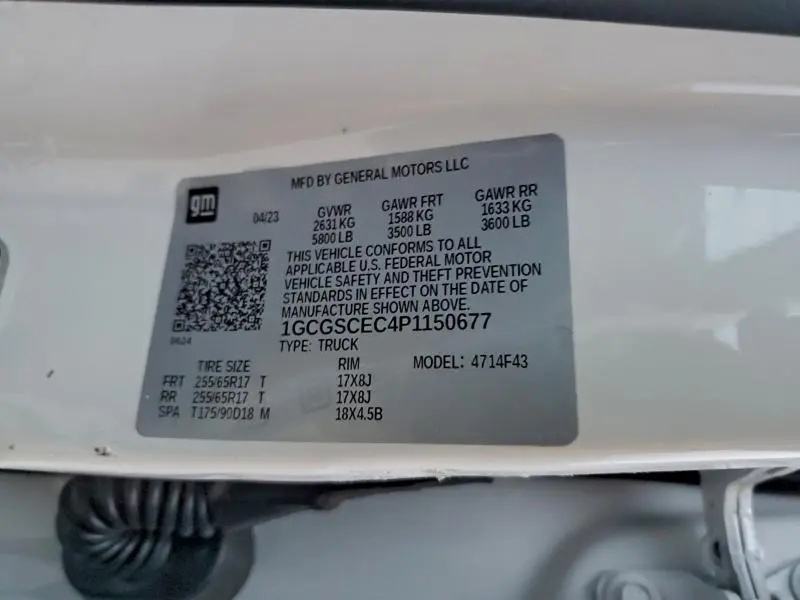 MFD BY GENERAL MOTORS LLC
gm
04/23
GVWR GAWR FRT GAWR RR
2631 KG 1588 KG 1633 KG
5800 LB 3500 LB 3600 LB
THIS VEHICLE CONFORMS TO ALL
APPLICABLE U.S. FEDERAL MOTOR
VEHICLE SAFETY AND THEFT PREVENTION
STANDARDS IN EFFECT ON THE DATE OF
MANUFACTURE SHOWN ABOVE.
1GCGSCEC4P1150677
TYPE: TRUCK
TIRE SIZE RIM MODEL: 4714F43
FRT 255/65R17 T 17X8J
RR 255/65R17 T 17X8J
SPA T175/90D18 M 18X4.5B